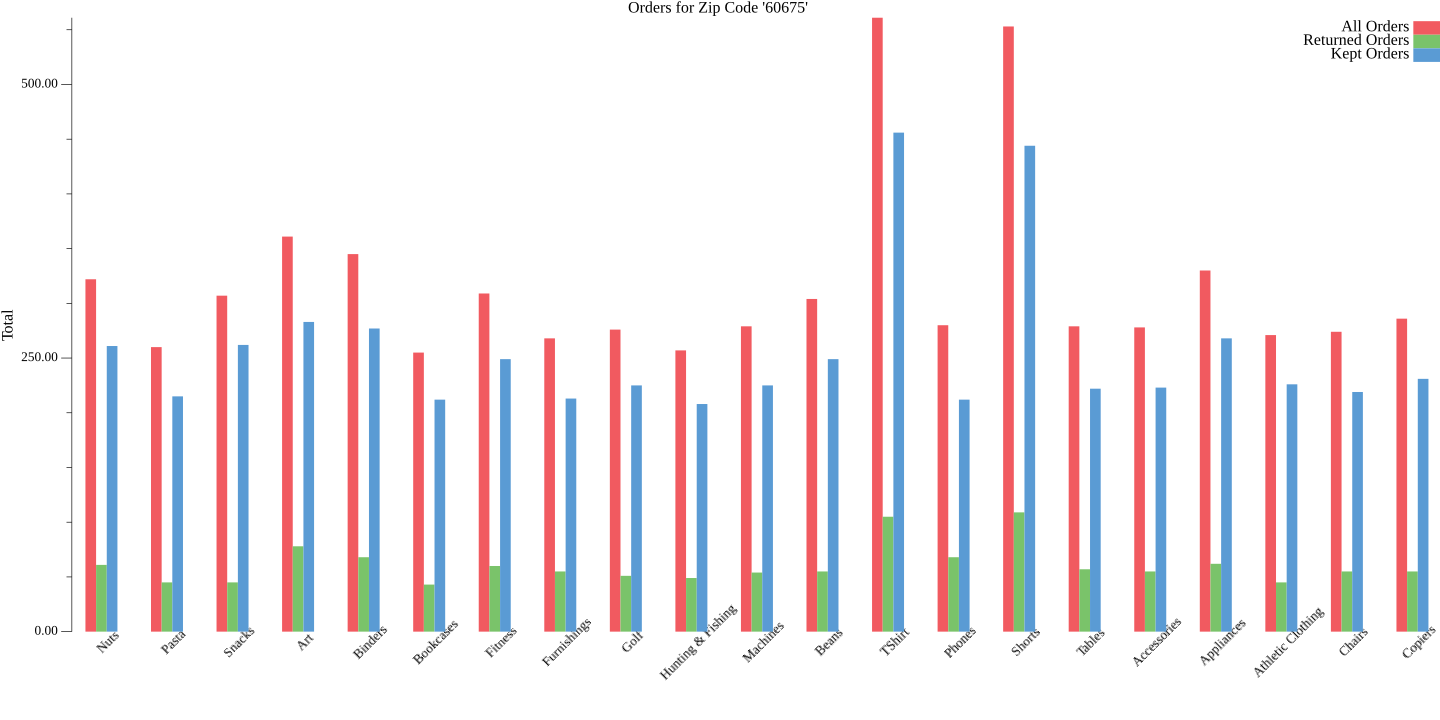 Orders for Zip Code '60675'
All Orders
Returned Orders
Kept Orders
Total
500.00
250.00
0.00
Nuts
Pasta
Snacks
Art
Binders
Bookcases
Fitness
Furnishings
Golf
Hunting & Fishing
Machines
Beans
TShirt
Phones
Shorts
Tables
Accessories
Appliances
Athletic Clothing
Chairs
Copiers